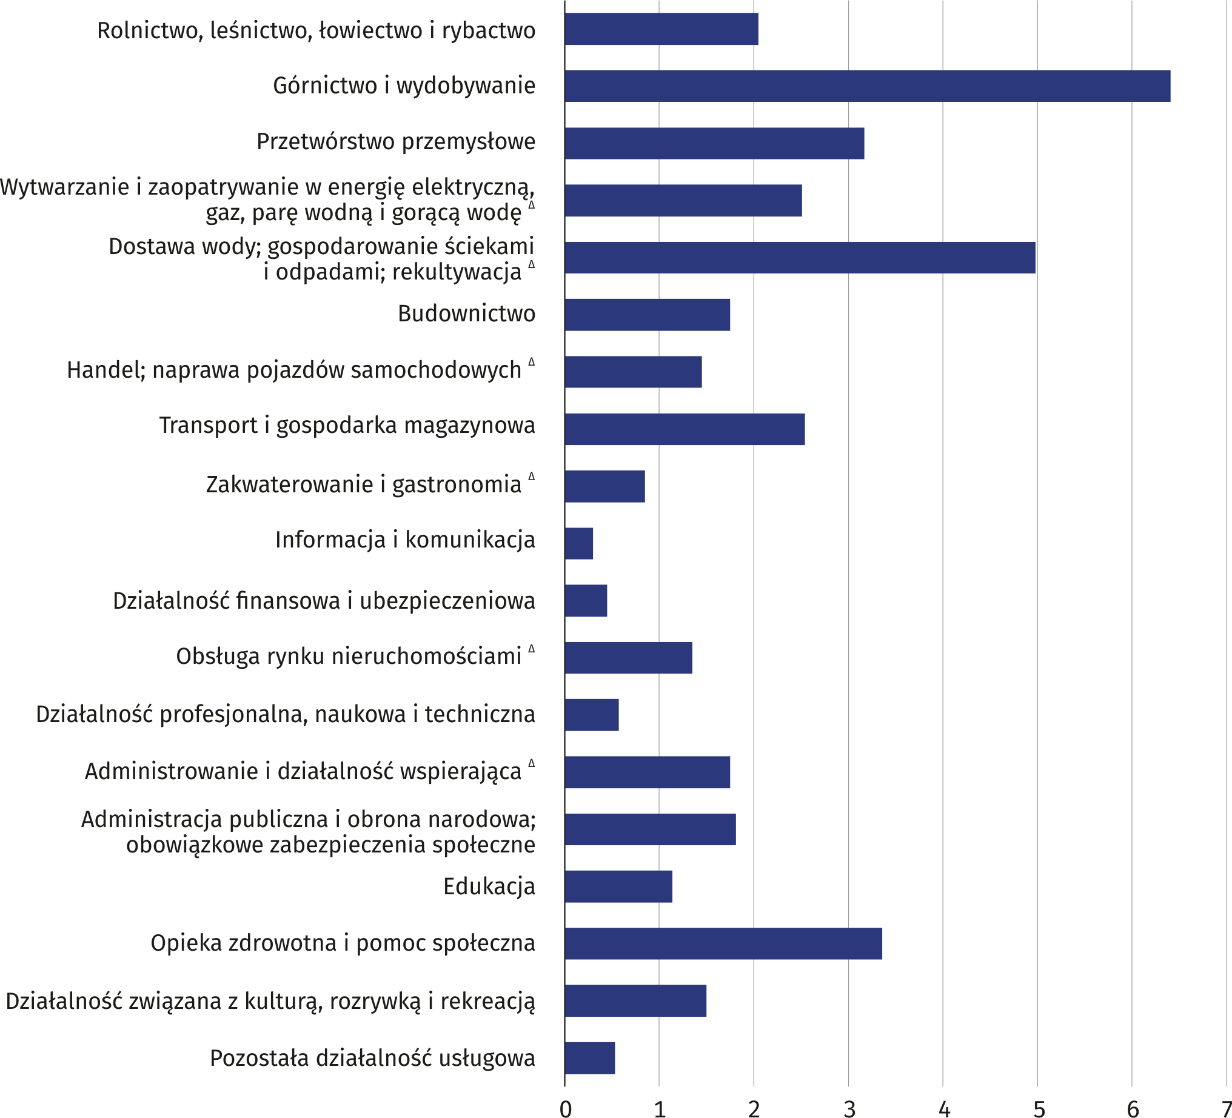 Rolnictwo, leśnictwo, łowiectwo i rybactwo
Górnictwo i wydobywanie
Przetwórstwo przemysłowe
Wytwarzanie i zaopatrywanie w energię elektryczną,
gaz, parę wodną i gorącą wodę Δ
Dostawa wody; gospodarowanie ściekami
i odpadami; rekultywacja Δ
Budownictwo
Handel; naprawa pojazdów samochodowych Δ
Transport i gospodarka magazynowa
Zakwaterowanie i gastronomia Δ
Informacja i komunikacja
Działalność finansowa i ubezpieczeniowa
Obsługa rynku nieruchomościami Δ
Działalność profesjonalna, naukowa i techniczna
Administrowanie i działalność wspierająca Δ
Administracja publiczna i obrona narodowa;
obowiązkowe zabezpieczenia społeczne
Edukacja
Opieka zdrowotna i pomoc społeczna
Działalność związana z kulturą, rozrywką i rekreacją
Pozostała działalność usługowa
0 1 2 3 4 5 6 7